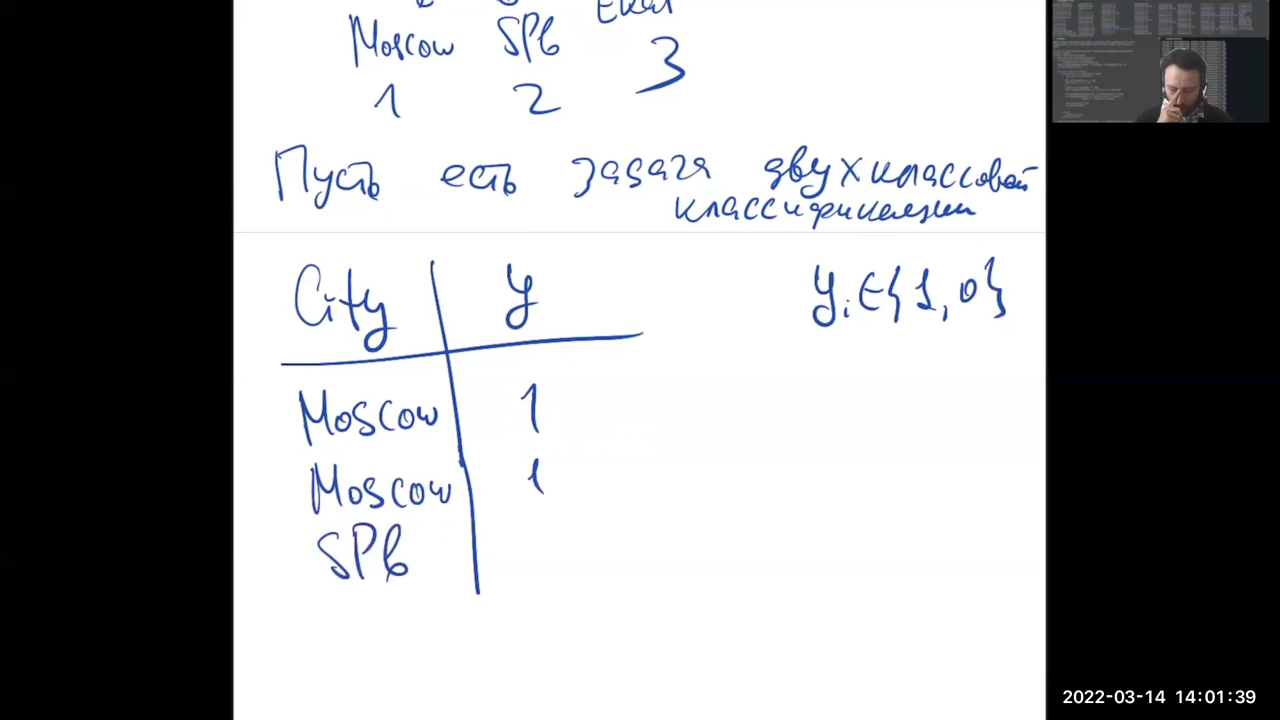 Ekat
Moscow SPb
1 2 3
Пусть есть задача двухклассовой
классификации
City y y_i ∈ {1, 0}
Moscow 1
Moscow 1
SPb
2022-03-14 14:01:39